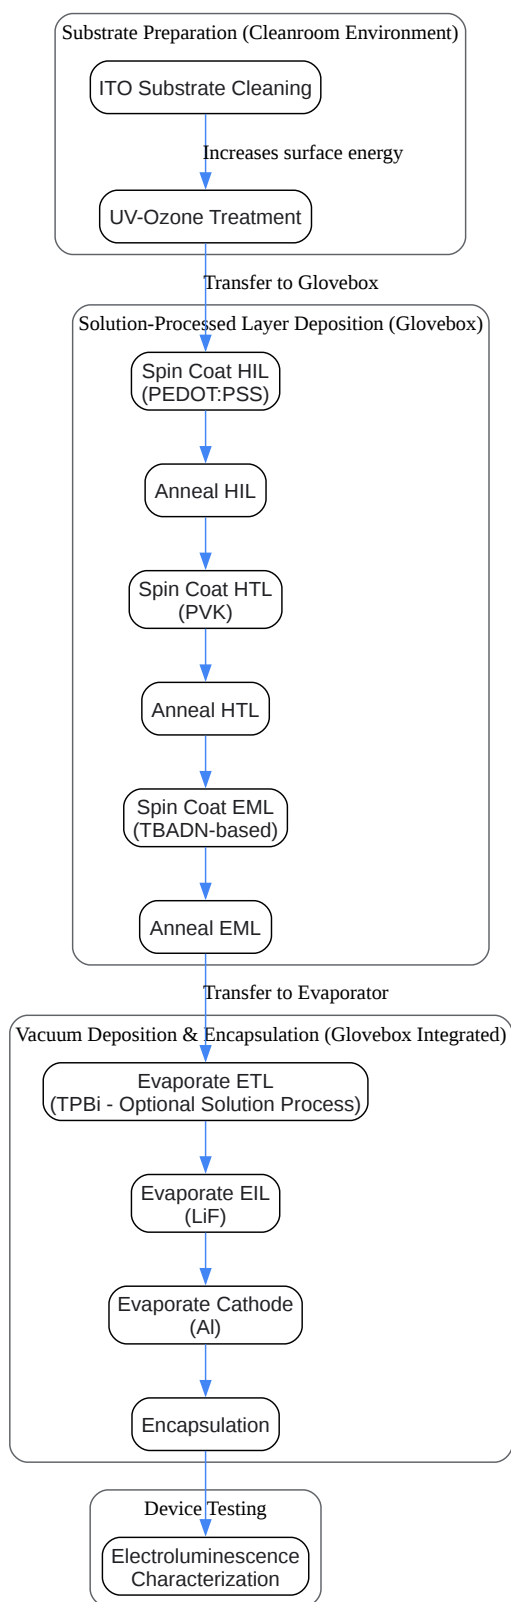 Substrate Preparation (Cleanroom Environment)
ITO Substrate Cleaning
Increases surface energy
UV-Ozone Treatment
Transfer to Glovebox
Solution-Processed Layer Deposition (Glovebox)
Spin Coat HIL
(PEDOT:PSS)
Anneal HIL
Spin Coat HTL
(PVK)
Anneal HTL
Spin Coat EML
(TBADN-based)
Anneal EML
Transfer to Evaporator
Vacuum Deposition & Encapsulation (Glovebox Integrated)
Evaporate ETL
(TPBi - Optional Solution Process)
Evaporate EIL
(LiF)
Evaporate Cathode
(Al)
Encapsulation
Device Testing
Electroluminescence
Characterization